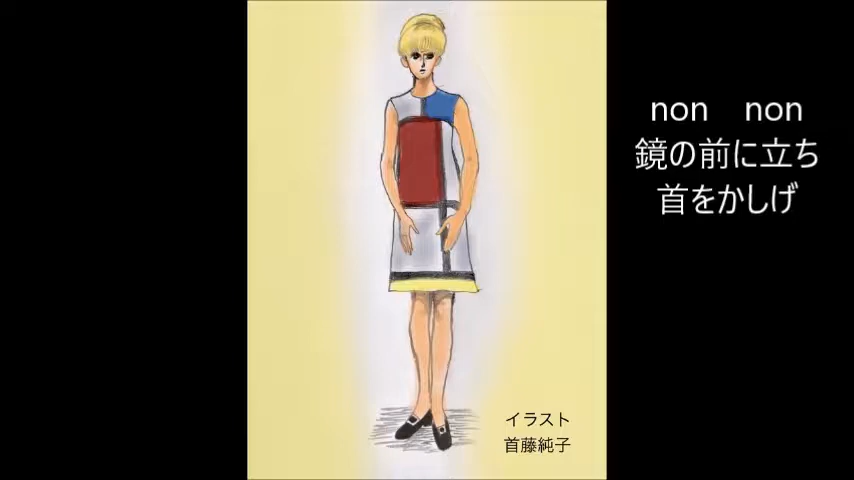 non non
鏡の前に立ち
首をかしげ
イラスト
首藤純子